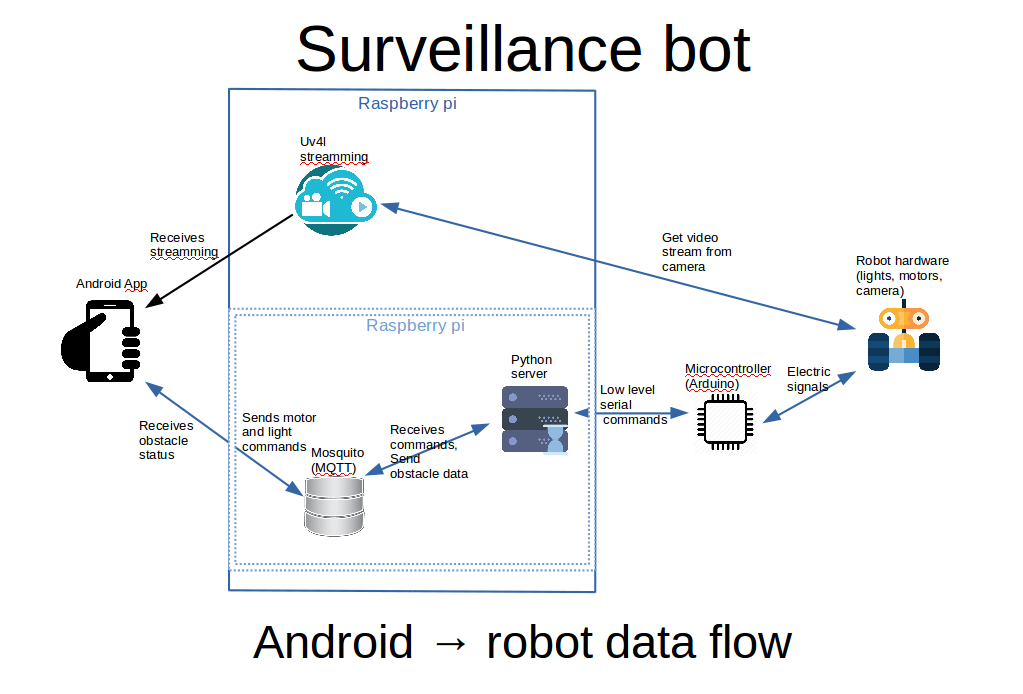 Surveillance bot
Raspberry pi
Uv4l
streamming
Receives
streamming
Get video
stream from
camera
Robot hardware
(lights, motors,
camera)
Android App
Raspberry pi
Python
server
Microcontroller
(Arduino)
Electric
signals
Low level
serial
commands
Receives
obstacle
status
Sends motor
and light
commands
Mosquito
(MQTT)
Receives
commands,
Send
obstacle data
Android → robot data flow